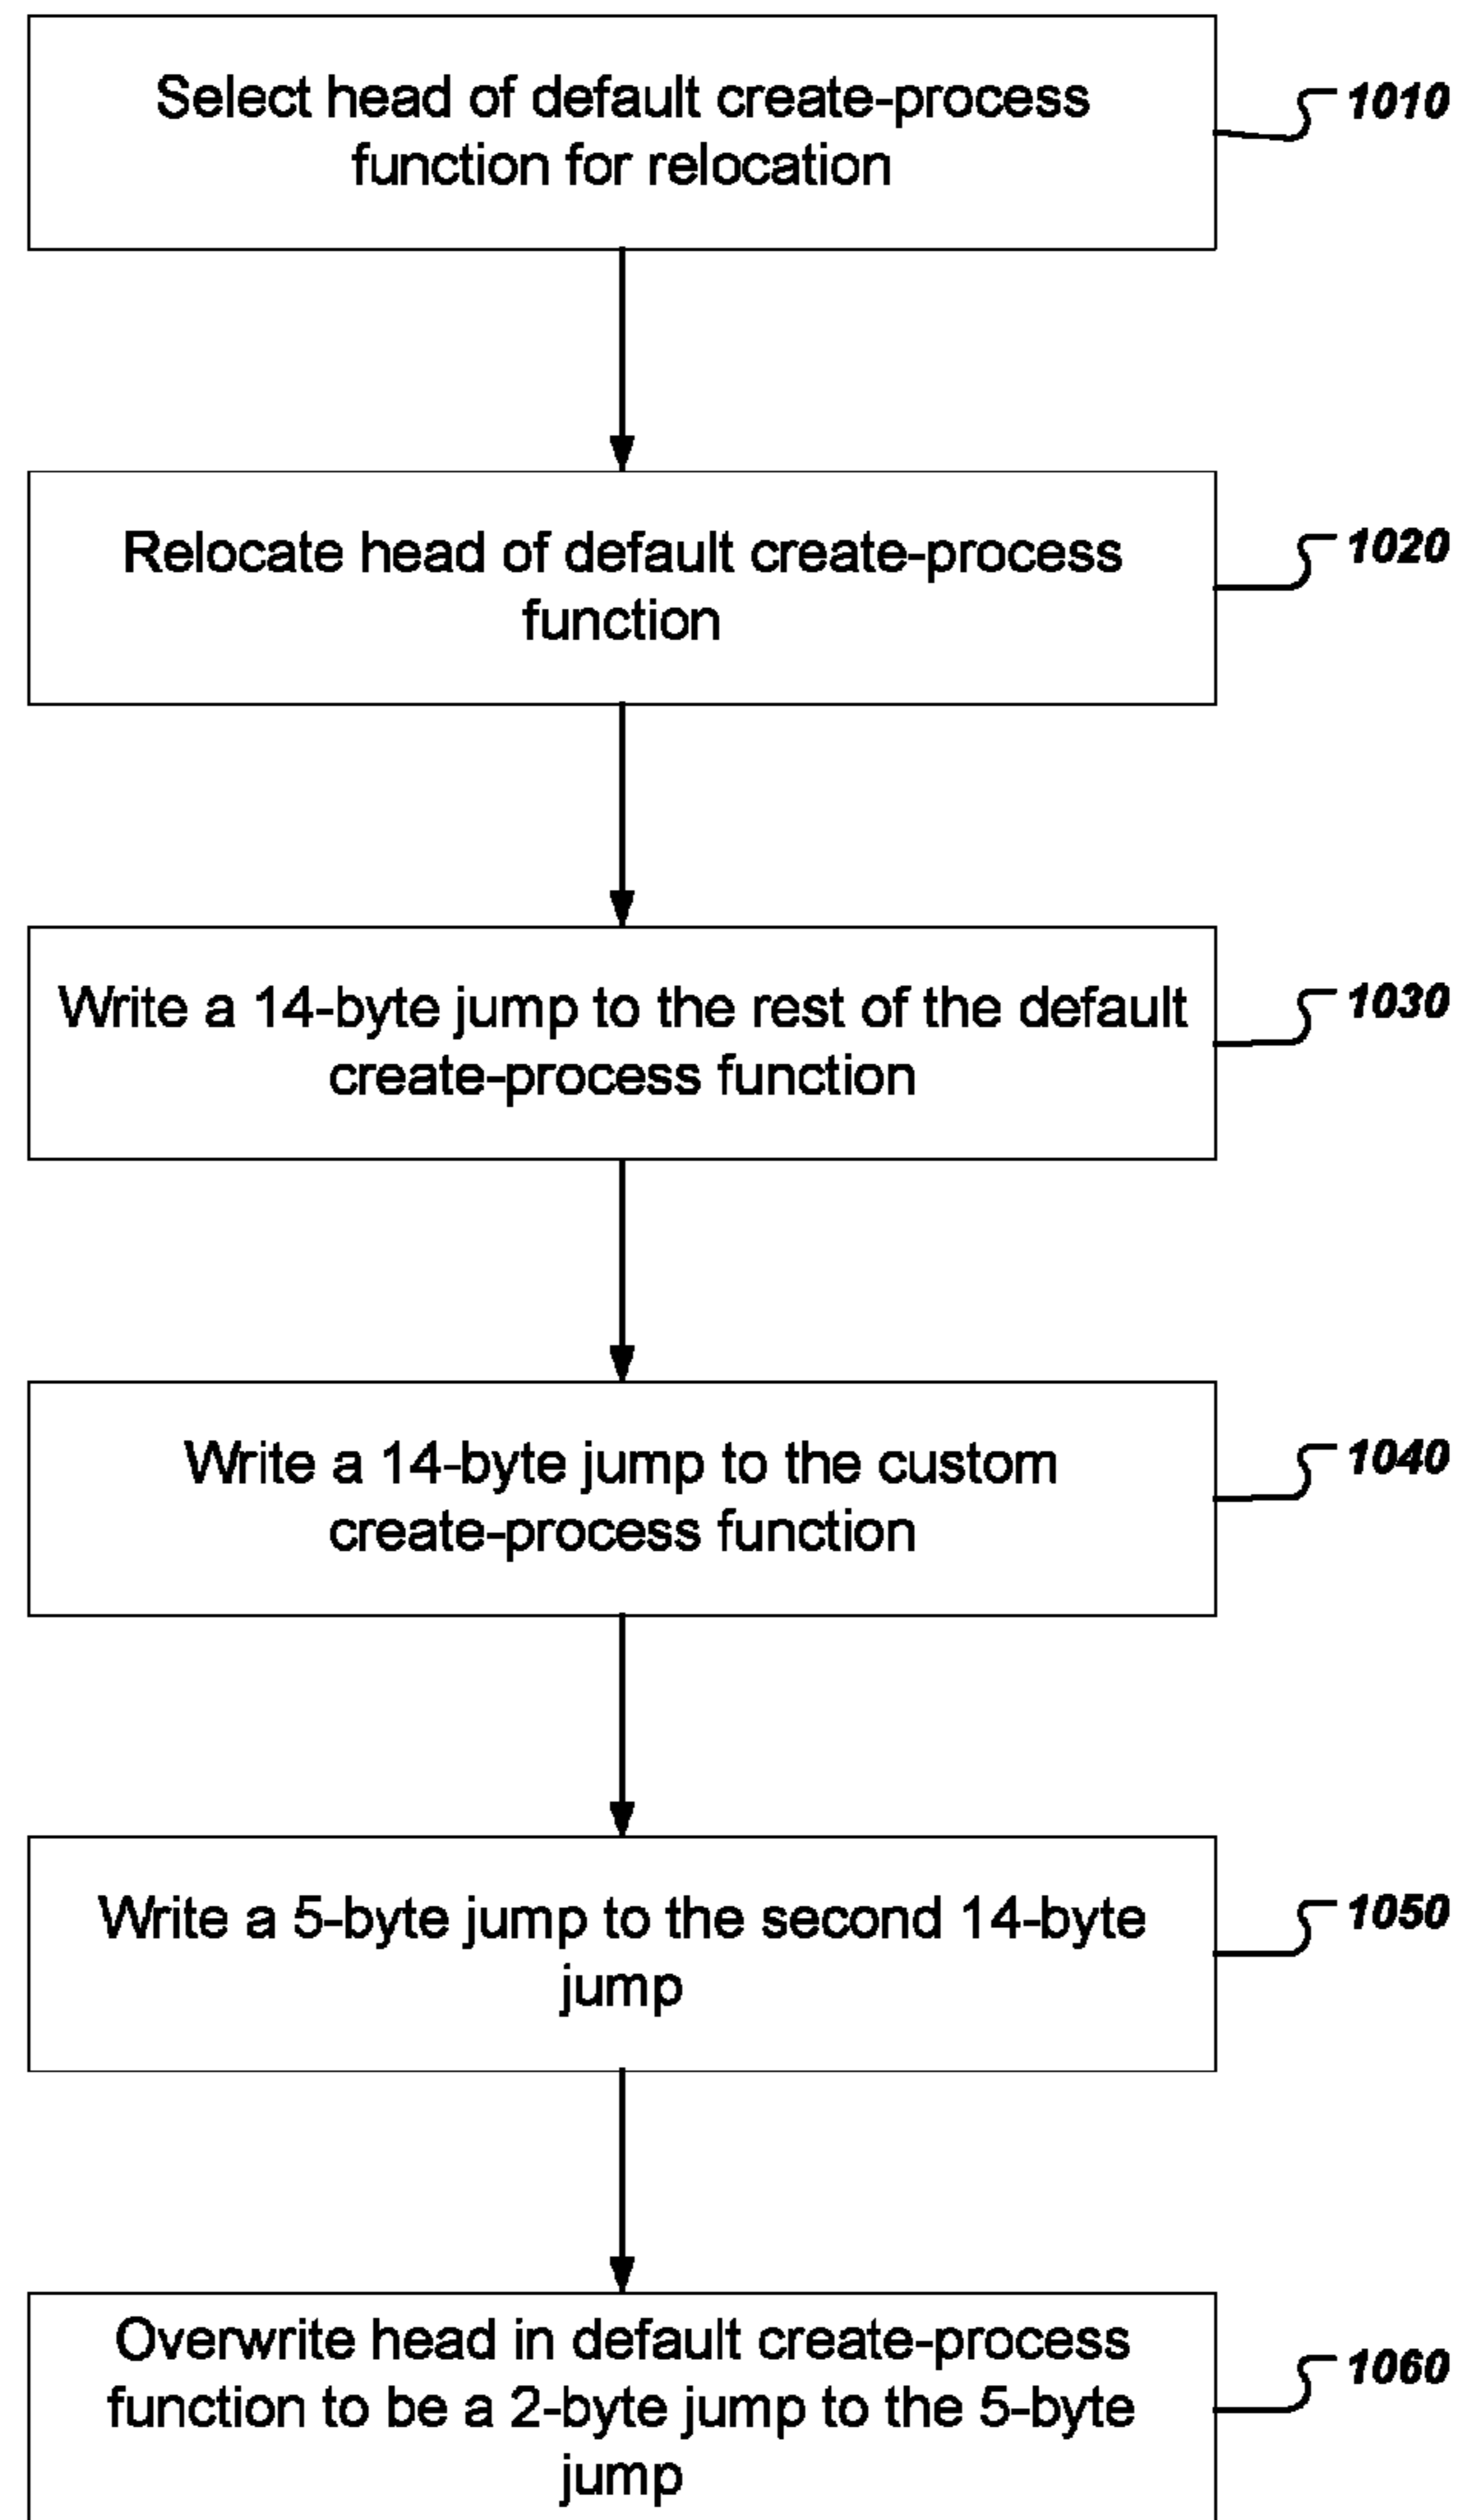 Select head of default create-process
function for relocation
1010
Relocate head of default create-process
function
1020
Write a 14-byte jump to the rest of the default
create-process function
1030
Write a 14-byte jump to the custom
create-process function
1040
Write a 5-byte jump to the second 14-byte
jump
1050
Overwrite head in default create-process
function to be a 2-byte jump to the 5-byte
jump
1060